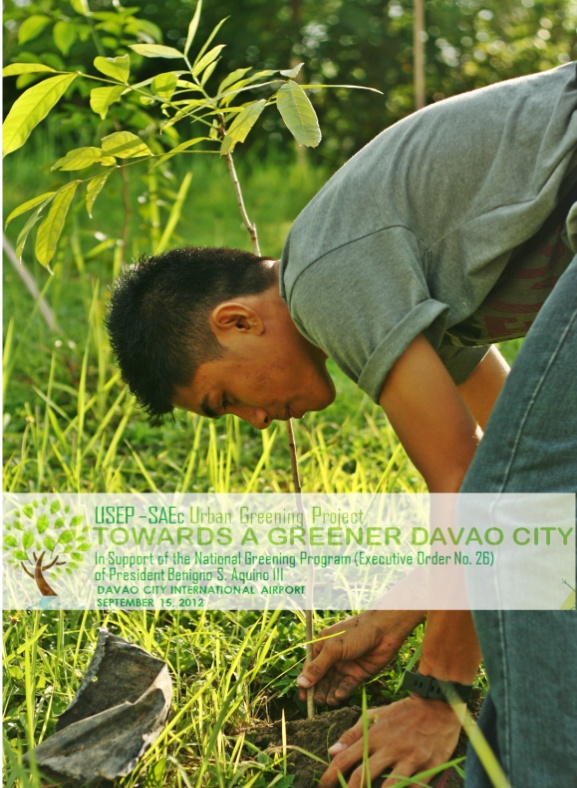 USEP -SAEc Urban Greening Project
TOWARDS A GREENER DAVAO CITY
In Support of the National Greening Program (Executive Order No. 26)
of President Benigno S. Aquino III
DAVAO CITY INTERNATIONAL AIRPORT
SEPTEMBER 15, 2012